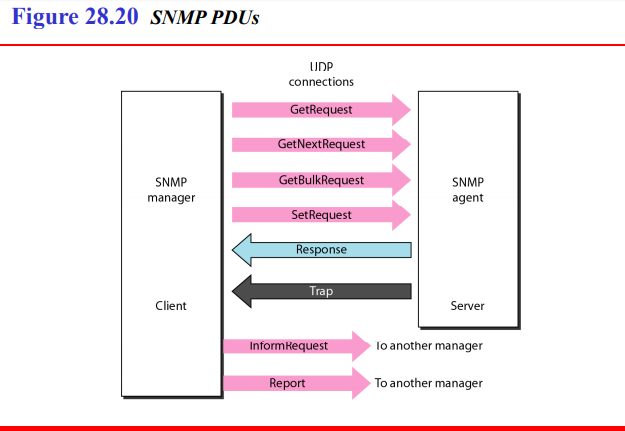 Figure 28.20 SNMP PDUs
UDP
connections
GetRequest
GetNextRequest
GetBulkRequest
SetRequest
SNMP
manager
SNMP
agent
Response
Trap
Client
Server
InformRequest
To another manager
Report
To another manager